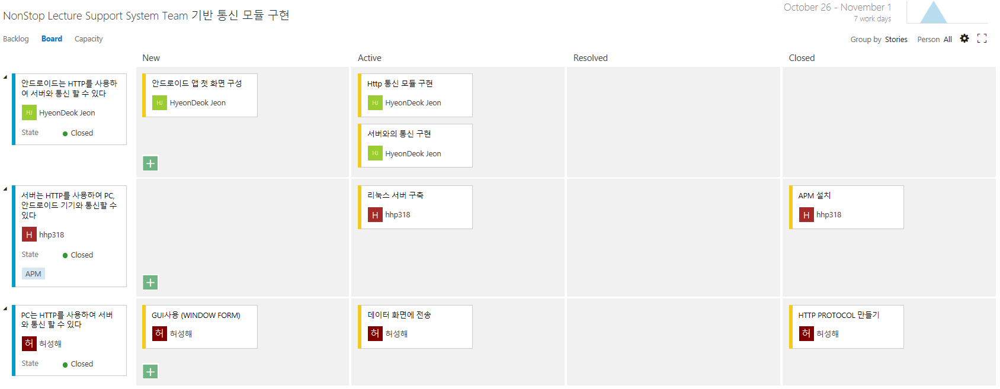 NonStop Lecture Support System Team 기반 통신 모듈 구현
October 26 - November 1
7 work days
Backlog Board Capacity
Group by Stories Person All
New Active Resolved Closed
안드로이드는 HTTP를 사용하
여 서버와 통신 할 수 있다
HJ HyeonDeok Jeon
State Closed
안드로이드 앱 첫 화면 구성
HJ HyeonDeok Jeon
Http 통신 모듈 구현
HJ HyeonDeok Jeon
서버와의 통신 구현
HJ HyeonDeok Jeon
서버는 HTTP를 사용하여 PC,
안드로이드 기기와 통신할 수
있다
H hhp318
State Closed
APM
리눅스 서버 구축
H hhp318
APM 설치
H hhp318
PC는 HTTP를 사용하여 서버
와 통신 할 수 있다
허 허성해
State Closed
GUI사용 (WINDOW FORM)
허 허성해
데이터 화면에 전송
허 허성해
HTTP PROTOCOL 만들기
허 허성해